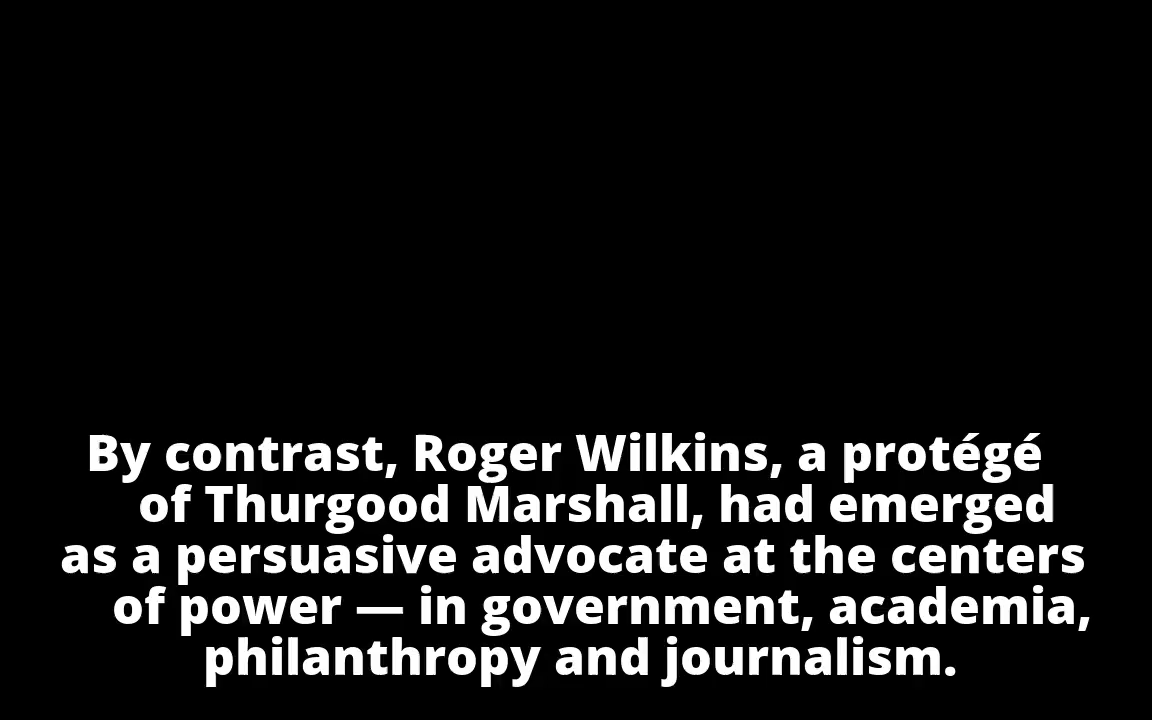 By contrast, Roger Wilkins, a protégé
of Thurgood Marshall, had emerged
as a persuasive advocate at the centers
of power — in government, academia,
philanthropy and journalism.